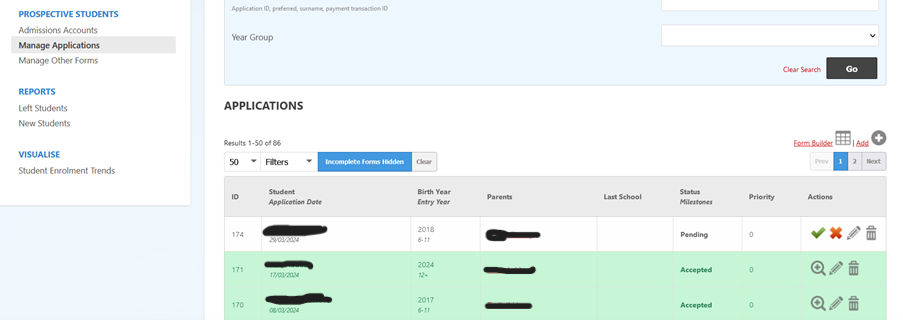 PROSPECTIVE STUDENTS
Admissions Accounts
Manage Applications
Manage Other Forms
REPORTS
Left Students
New Students
VISUALISE
Student Enrolment Trends
Application ID, preferred, surname, payment transaction ID
Year Group
Clear Search Go
APPLICATIONS
Results 1-50 of 86
Form Builder | Add
50 Filters Incomplete Forms Hidden Clear
Prev 1 2 Next
ID Student Birth Year Parents Last School Status Priority Actions
Application Date Entry Year Milestones
174 2018 Pending 0
29/03/2024 6-11
171 2024 Accepted 0
17/03/2024 12+
170 2017 Accepted 0
08/03/2024 6-11